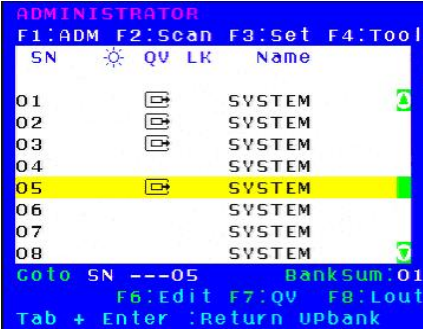 ADMINISTRATOR
F1:ADM F2:Scan F3:Set F4:Tool
SN QV LK Name
01 SYSTEM
02 SYSTEM
03 SYSTEM
04 SYSTEM
05 SYSTEM
06 SYSTEM
07 SYSTEM
08 SYSTEM
Goto SN ---05 BankSum:01
F6:Edit F7:QV F8:Lout
Tab + Enter :Return UPbank